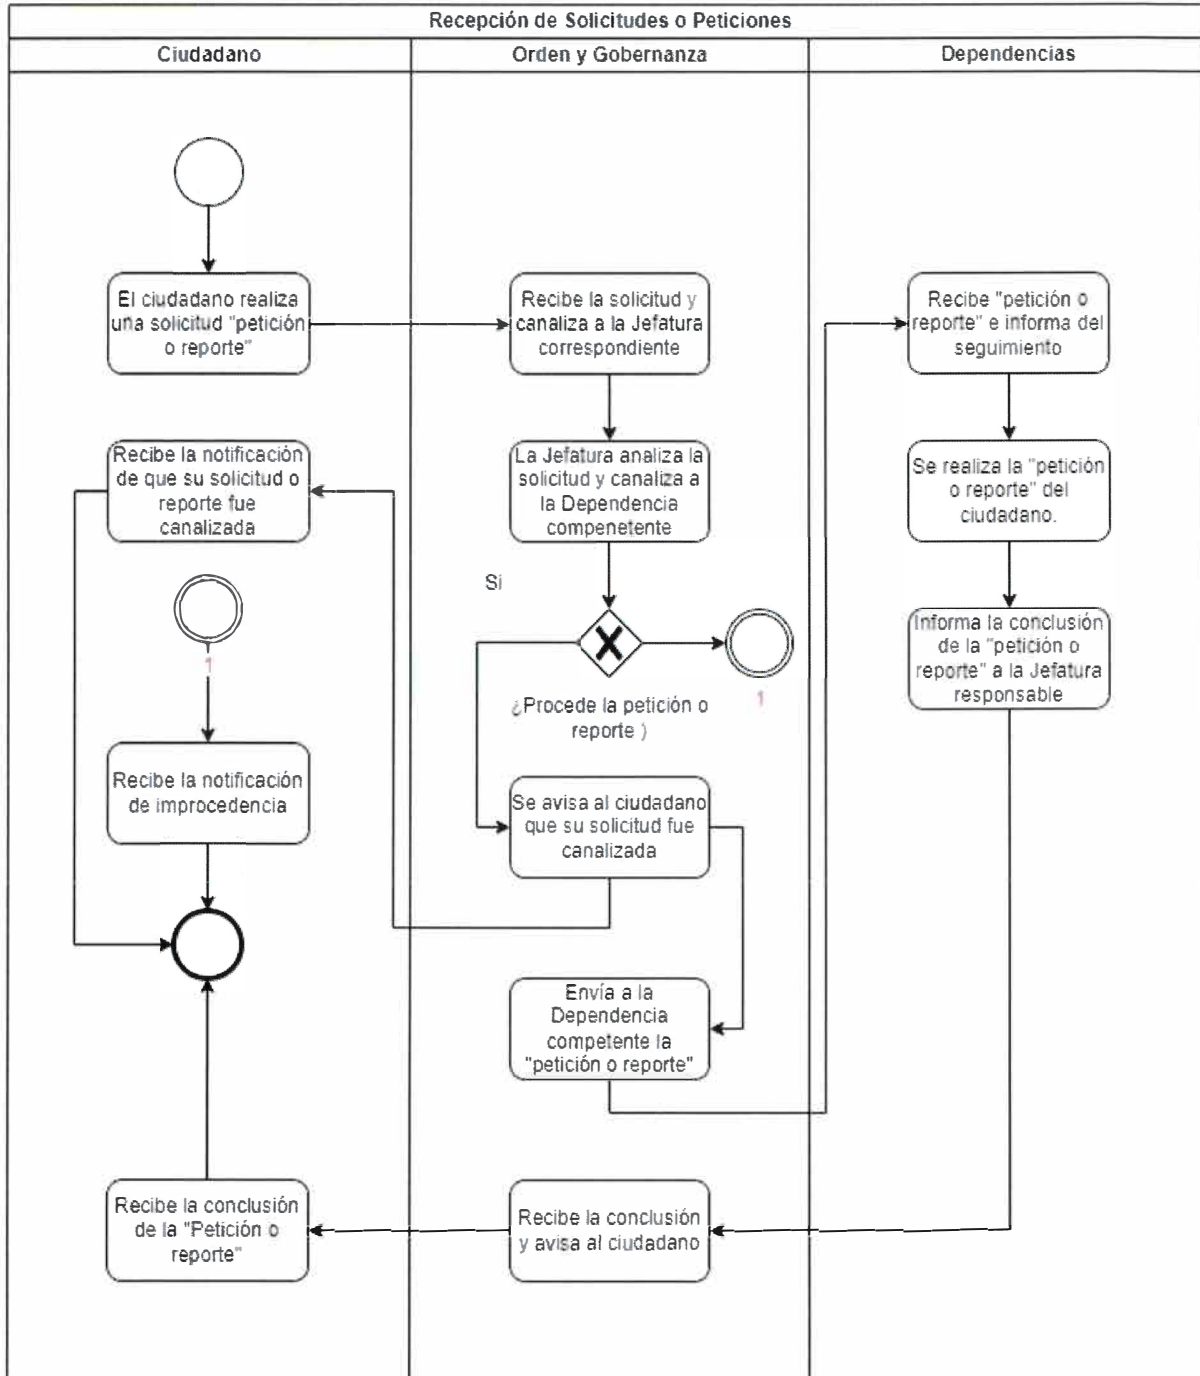 Recepción de Solicitudes o Peticiones
Ciudadano
Orden y Gobernanza
Dependencias
El ciudadano realiza
una solicitud "petición
o reporte"
Recibe la solicitud y
canaliza a la Jefatura
correspondiente
Recibe "petición o
reporte" e informa del
seguimiento
Recibe la notificación
de que su solicitud o
reporte fue
canalizada
La Jefatura analiza la
solicitud y canaliza a
la Dependencia
compenetente
Se realiza la "petición
o reporte" del
ciudadano.
Si
1
¿Procede la petición o
reporte )
1
Informa la conclusión
de la "petición o
reporte" a la Jefatura
responsable
Recibe la notificación
de improcedencia
Se avisa al ciudadano
que su solicitud fue
canalizada
Envía a la
Dependencia
competente la
"petición o reporte"
Recibe la conclusión
de la "Petición o
reporte"
Recibe la conclusión
y avisa al ciudadano